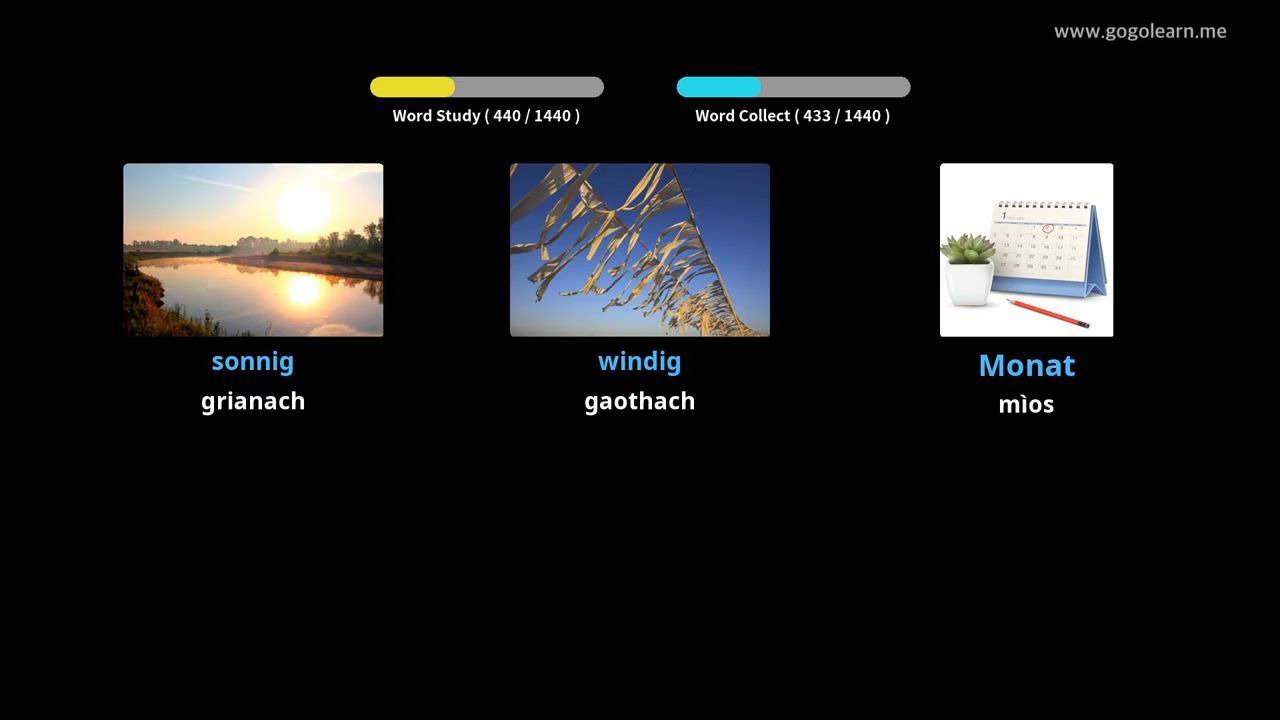 www.gogolearn.me
Word Study ( 440 / 1440 )
Word Collect ( 433 / 1440 )
sonnig
grianach
windig
gaothach
Monat
mìos